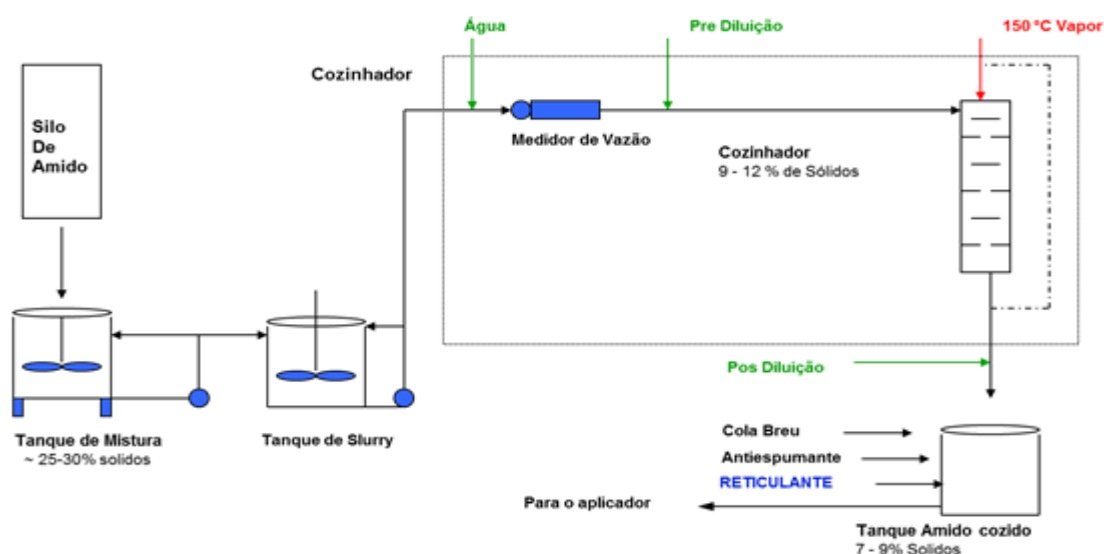 Água
Pre Diluição
150 ºC Vapor
Cozinhador
Silo
De
Amido
Medidor de Vazão
Cozinhador
9 - 12 % de Sólidos
Pos Diluição
Tanque de Mistura
~ 25-30% solidos
Tanque de Slurry
Cola Breu
Antiespumante
RETICULANTE
Para o aplicador
Tanque Amido cozido
7 - 9% Solidos